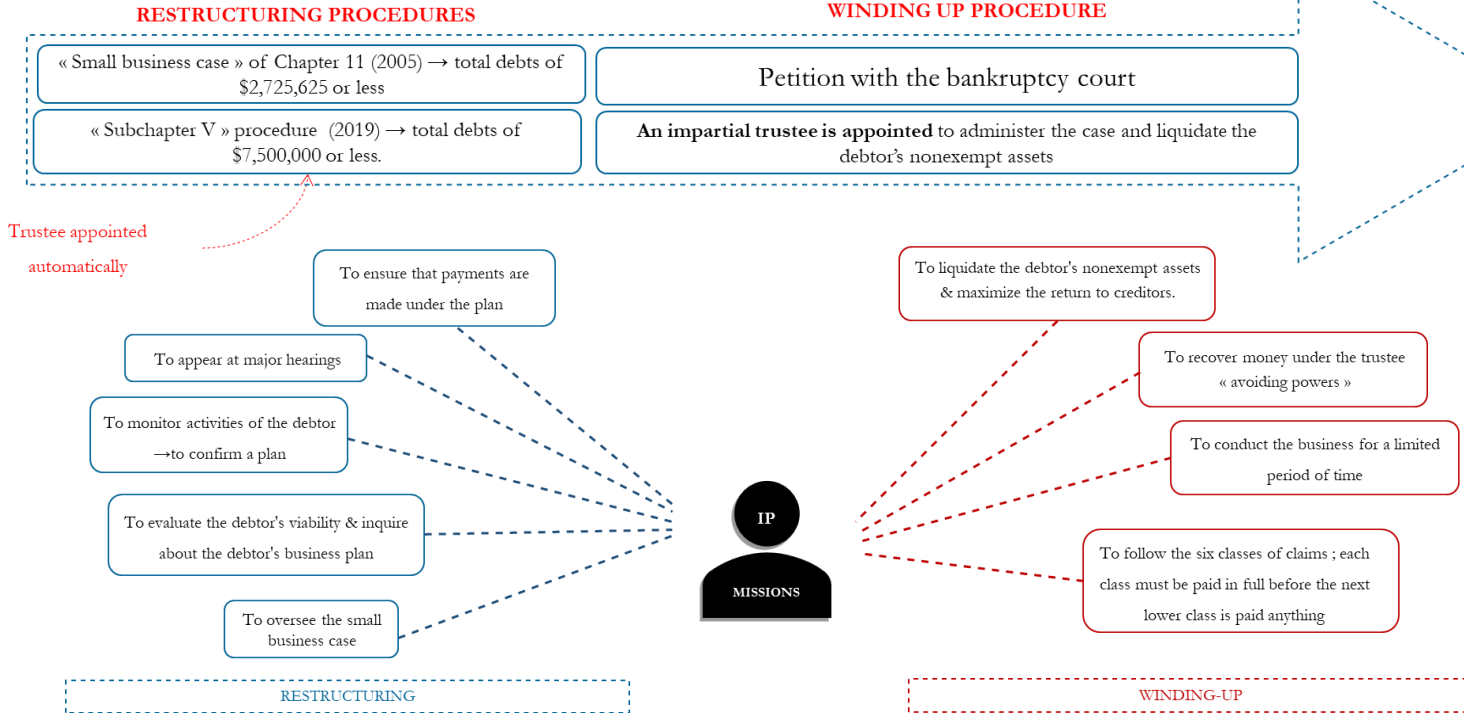 RESTRUCTURING PROCEDURES
WINDING UP PROCEDURE
« Small business case » of Chapter 11 (2005) → total debts of
$2,725,625 or less
Petition with the bankruptcy court
« Subchapter V » procedure (2019) → total debts of
$7,500,000 or less.
An impartial trustee is appointed to administer the case and liquidate the
debtor's nonexempt assets
Trustee appointed
automatically
To ensure that payments are
made under the plan
To appear at major hearings
To monitor activities of the debtor
→to confirm a plan
To evaluate the debtor's viability & inquire
about the debtor's business plan
To oversee the small
business case
IP
MISSIONS
To liquidate the debtor's nonexempt assets
& maximize the return to creditors.
To recover money under the trustee
« avoiding powers »
To conduct the business for a limited
period of time
To follow the six classes of claims ; each
class must be paid in full before the next
lower class is paid anything
RESTRUCTURING
WINDING-UP